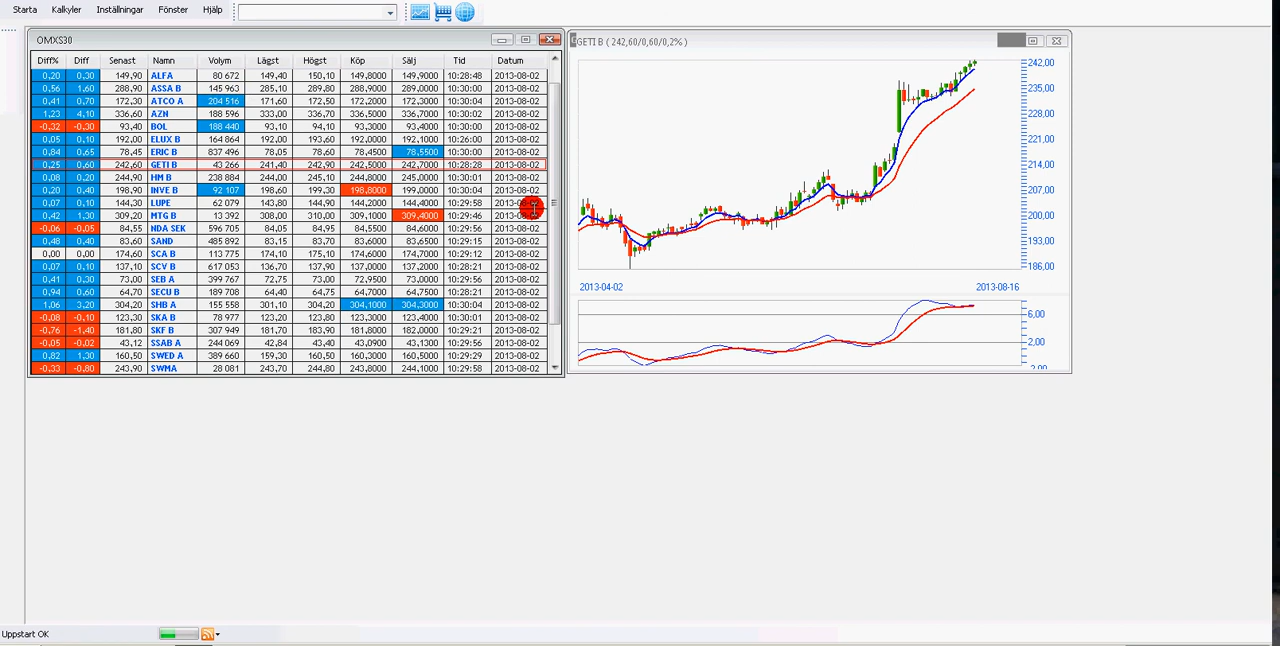 Starta Kalkyler Inställningar Fönster Hjälp
OMXS30
Diff% Diff Senast Namn Volym Lägst Högst Köp Sälj Tid Datum
0,20 0,30 149,90 ALFA 80 672 149,40 150,10 149,8000 149,9000 10:28:48 2013-08-02
0,56 1,60 288,90 ASSA B 145 963 285,10 289,80 288,9000 289,0000 10:30:00 2013-08-02
0,41 0,70 172,30 ATCO A 204 516 171,60 172,50 172,2000 172,3000 10:30:00 2013-08-02
1,23 4,10 336,60 AZN 188 596 333,00 336,70 336,5000 336,7000 10:30:02 2013-08-02
-0,32 -0,30 93,40 BOL 188 440 93,10 94,10 93,3000 93,4000 10:30:00 2013-08-02
0,05 0,10 192,00 ELUX B 164 864 191,60 193,60 192,0000 192,1000 10:26:00 2013-08-02
0,84 0,65 78,45 ERIC B 837 496 78,05 78,60 78,4500 78,5500 10:30:00 2013-08-02
0,25 0,60 242,60 GETI B 43 266 241,40 242,90 242,5000 242,7000 10:28:28 2013-08-02
0,08 0,20 244,90 HM B 238 884 244,00 245,10 244,8000 245,0000 10:30:01 2013-08-02
0,20 0,40 198,90 INVE B 92 107 198,60 199,30 198,8000 199,0000 10:30:04 2013-08-02
0,07 0,10 144,30 LUPE 62 079 143,80 144,90 144,2000 144,4000 10:29:58
0,42 1,30 309,20 MTG B 13 392 308,00 310,00 309,1000 309,4000 10:29:46
-0,06 -0,05 84,55 NDA SEK 596 705 84,05 84,95 84,5500 84,6000 10:29:56 2013-08-02
0,48 0,40 83,60 SAND 485 892 83,15 83,70 83,6000 83,6500 10:29:15 2013-08-02
0,00 0,00 174,60 SCA B 113 775 174,10 175,10 174,6000 174,7000 10:29:12 2013-08-02
0,07 0,10 137,10 SCV B 617 053 136,70 137,90 137,0000 137,2000 10:28:21 2013-08-02
0,41 0,30 73,00 SEB A 399 767 72,75 73,00 72,9500 73,0000 10:29:56 2013-08-02
0,94 0,60 64,70 SECU B 189 708 64,40 64,75 64,7000 64,7500 10:28:21 2013-08-02
1,06 3,20 304,20 SHB A 155 558 301,10 304,20 304,1000 304,3000 10:30:04 2013-08-02
-0,08 -0,10 123,30 SKA B 78 977 123,20 123,80 123,3000 123,4000 10:30:01 2013-08-02
-0,76 -1,40 181,80 SKF B 307 949 181,70 183,90 181,8000 182,0000 10:29:56 2013-08-02
-0,05 -0,02 43,12 SSAB A 244 069 42,84 43,40 43,0900 43,1300 10:29:56 2013-08-02
0,82 1,30 160,50 SWED A 389 660 159,30 160,50 160,3000 160,5000 10:29:29 2013-08-02
-0,33 -0,80 243,90 SWMA 28 081 243,70 244,80 243,8000 244,1000 10:29:58 2013-08-02
GETI B ( 242,60/0,60/0,2% )
242,00
235,00
228,00
221,00
214,00
207,00
200,00
193,00
186,00
2013-04-02 2013-08-16
6,00
2,00
Uppstart OK